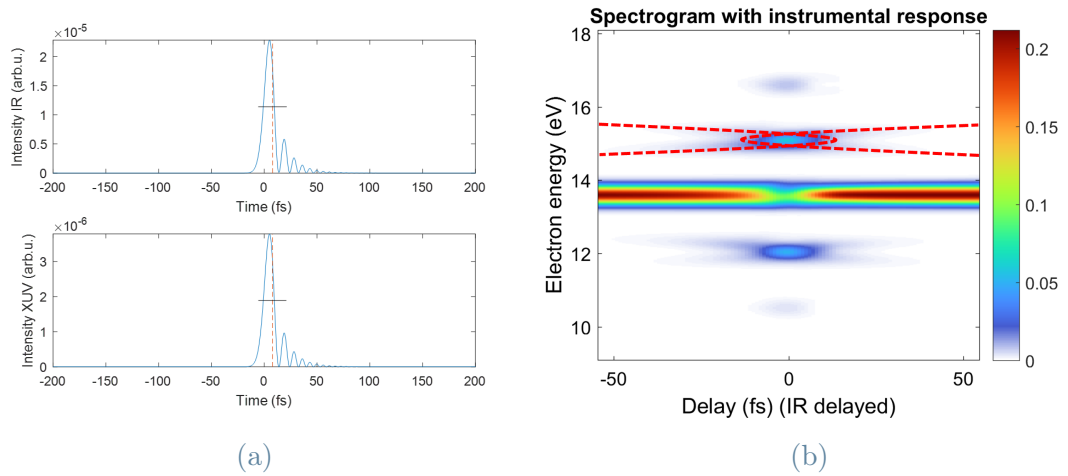 ×10⁻⁵
2
1.5
1
0.5
0
Intensity IR (arb.u.)
-200 -150 -100 -50 0 50 100 150 200
Time (fs)
×10⁻⁶
3
2
1
0
Intensity XUV (arb.u.)
-200 -150 -100 -50 0 50 100 150 200
Time (fs)
(a)
Spectrogram with instrumental response
18
16
14
12
10
Electron energy (eV)
-50 0 50
Delay (fs) (IR delayed)
0.2
0.15
0.1
0.05
0
(b)